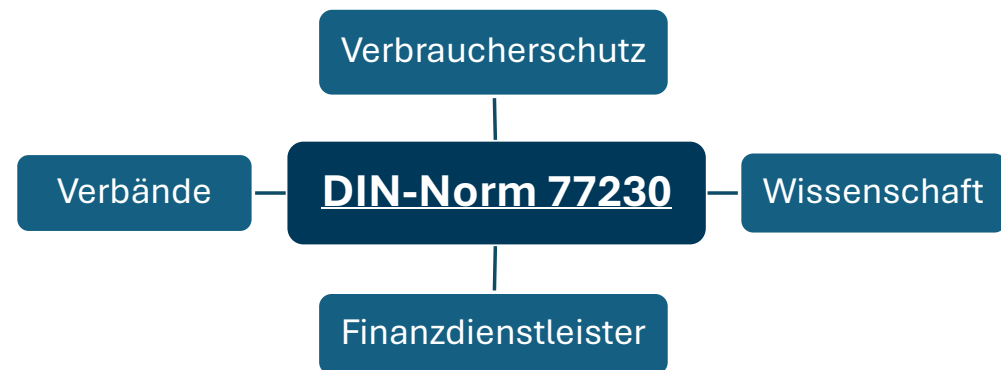 Verbraucherschutz
Verbände
DIN-Norm 77230
Wissenschaft
Finanzdienstleister